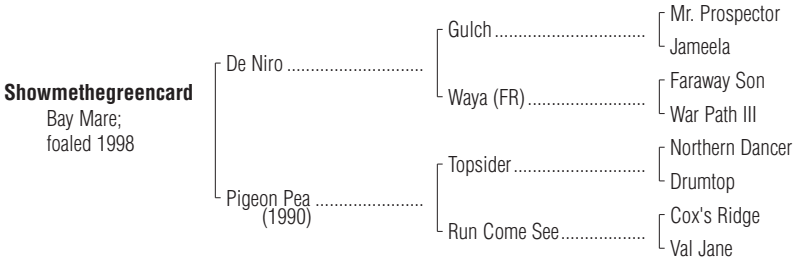 Mr. Prospector
Gulch ..............................
Jameela
De Niro ...........................
Showmethegreencard
Faraway Son
Waya (FR) .......................
War Path III
Bay Mare;
foaled 1998
Northern Dancer
Topsider ..........................
Drumtop
Pigeon Pea .....................
(1990)
Cox's Ridge
Run Come See .................
Val Jane